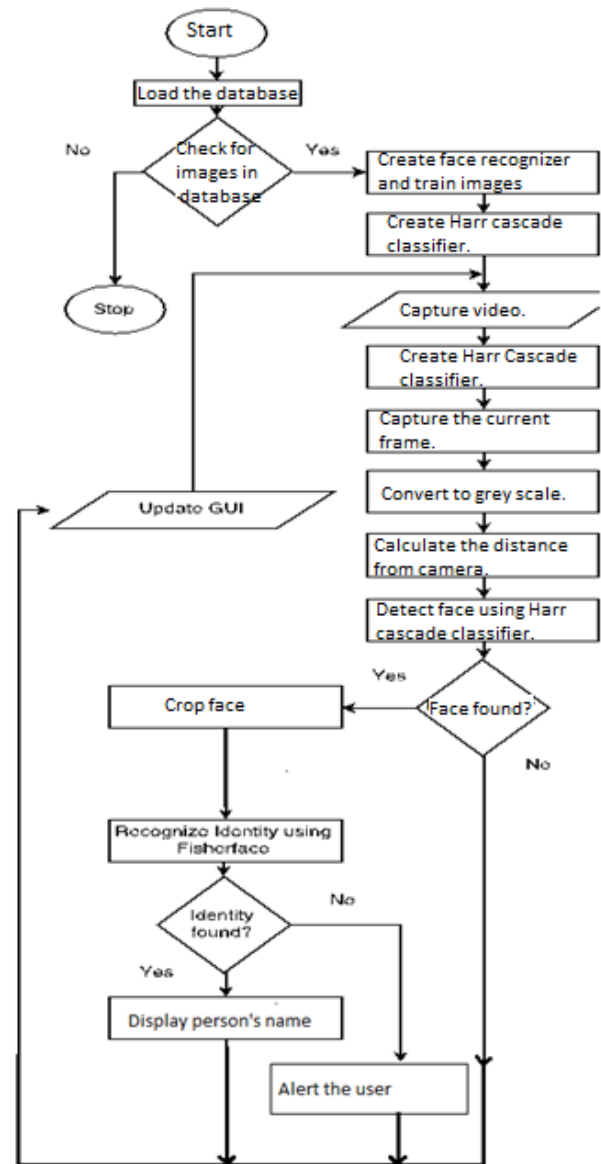 Start
Load the database
No
Check for
images in
database
Yes
Create face recognizer
and train images
Create Harr cascade
classifier.
Stop
Capture video.
Create Harr Cascade
classifier.
Capture the current
frame.
Update GUI
Convert to grey scale.
Calculate the distance
from camera.
Detect face using Harr
cascade classifier.
Yes
Crop face
Face found?
No
Recognize Identity using
Fisherface
No
Identity
found?
Yes
Display person's name
Alert the user